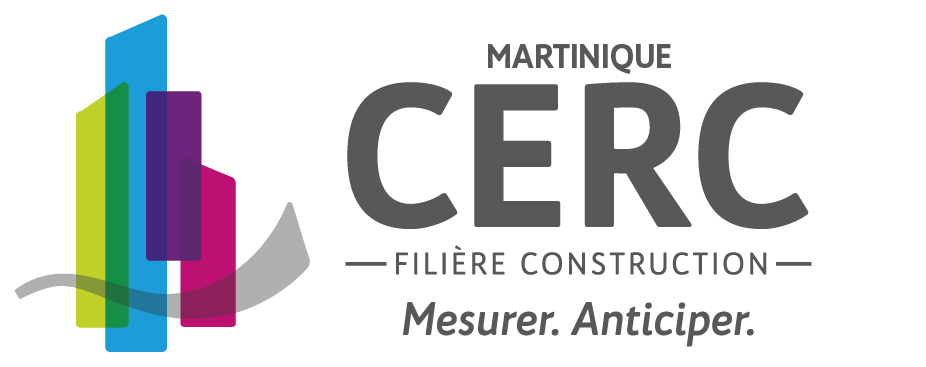 MARTINIQUE
CERC
FILIÈRE CONSTRUCTION
Mesurer. Anticiper.